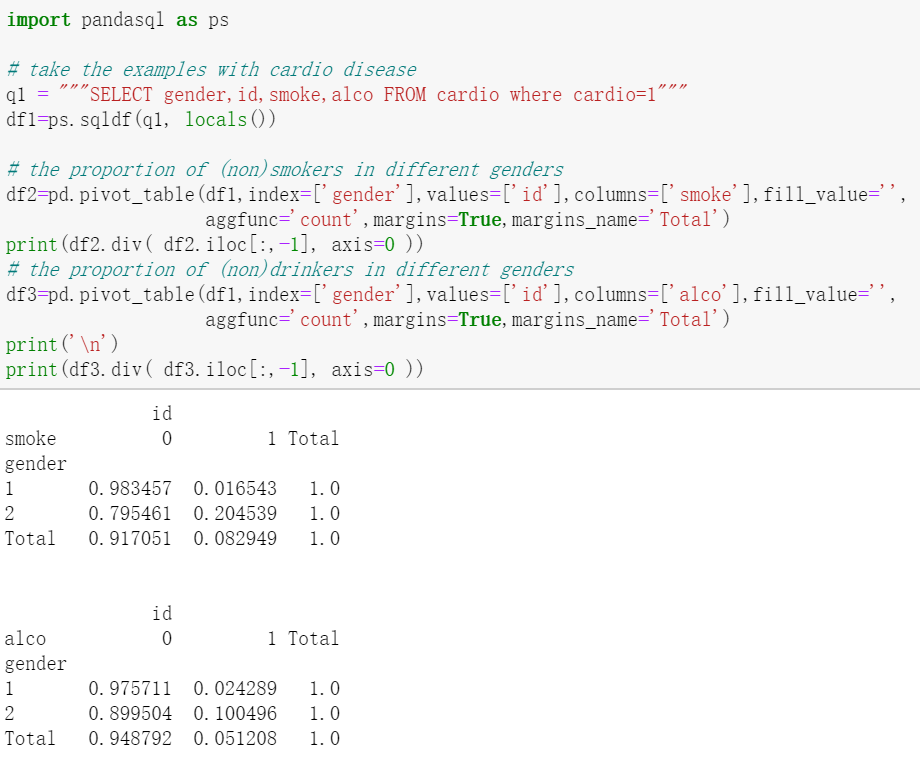 import pandasql as ps
# take the examples with cardio disease
q1 = """SELECT gender,id,smoke,alco FROM cardio where cardio=1"""
df1=ps.sqldf(q1, locals())
# the proportion of (non)smokers in different genders
df2=pd.pivot_table(df1,index=['gender'],values=['id'],columns=['smoke'],fill_value='',
aggfunc='count',margins=True,margins_name='Total')
print(df2.div( df2.iloc[:,-1], axis=0 ))
# the proportion of (non)drinkers in different genders
df3=pd.pivot_table(df1,index=['gender'],values=['id'],columns=['alco'],fill_value='',
aggfunc='count',margins=True,margins_name='Total')
print('\n')
print(df3.div( df3.iloc[:,-1], axis=0 ))
id
smoke 0 1 Total
gender
1 0.983457 0.016543 1.0
2 0.795461 0.204539 1.0
Total 0.917051 0.082949 1.0
id
alco 0 1 Total
gender
1 0.975711 0.024289 1.0
2 0.899504 0.100496 1.0
Total 0.948792 0.051208 1.0